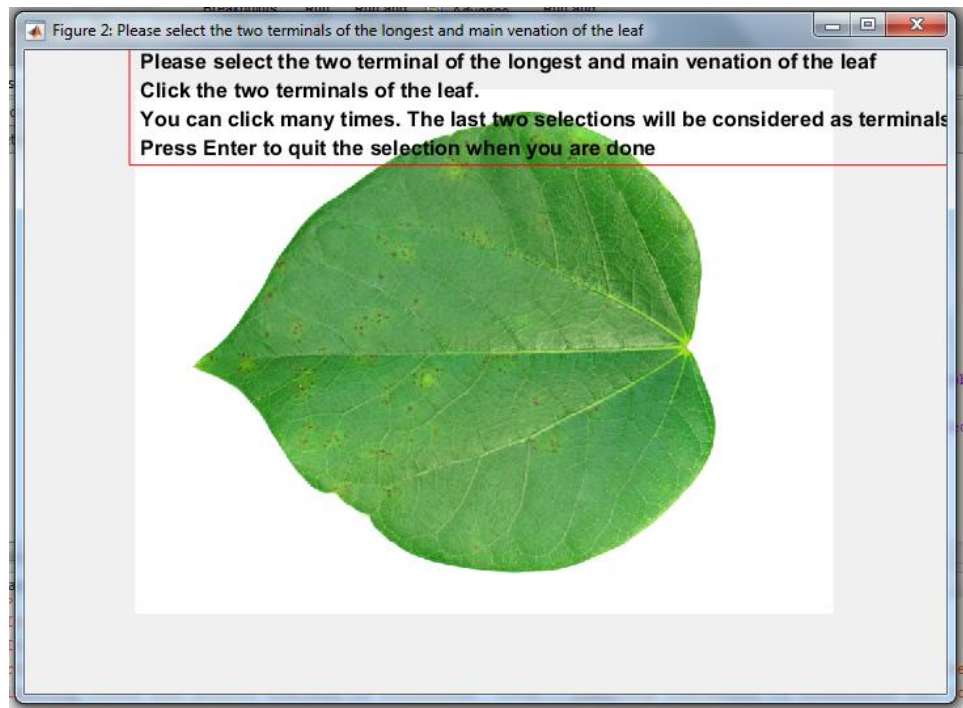 Figure 2: Please select the two terminals of the longest and main venation of the leaf
Please select the two terminal of the longest and main venation of the leaf
Click the two terminals of the leaf.
You can click many times. The last two selections will be considered as terminals
Press Enter to quit the selection when you are done